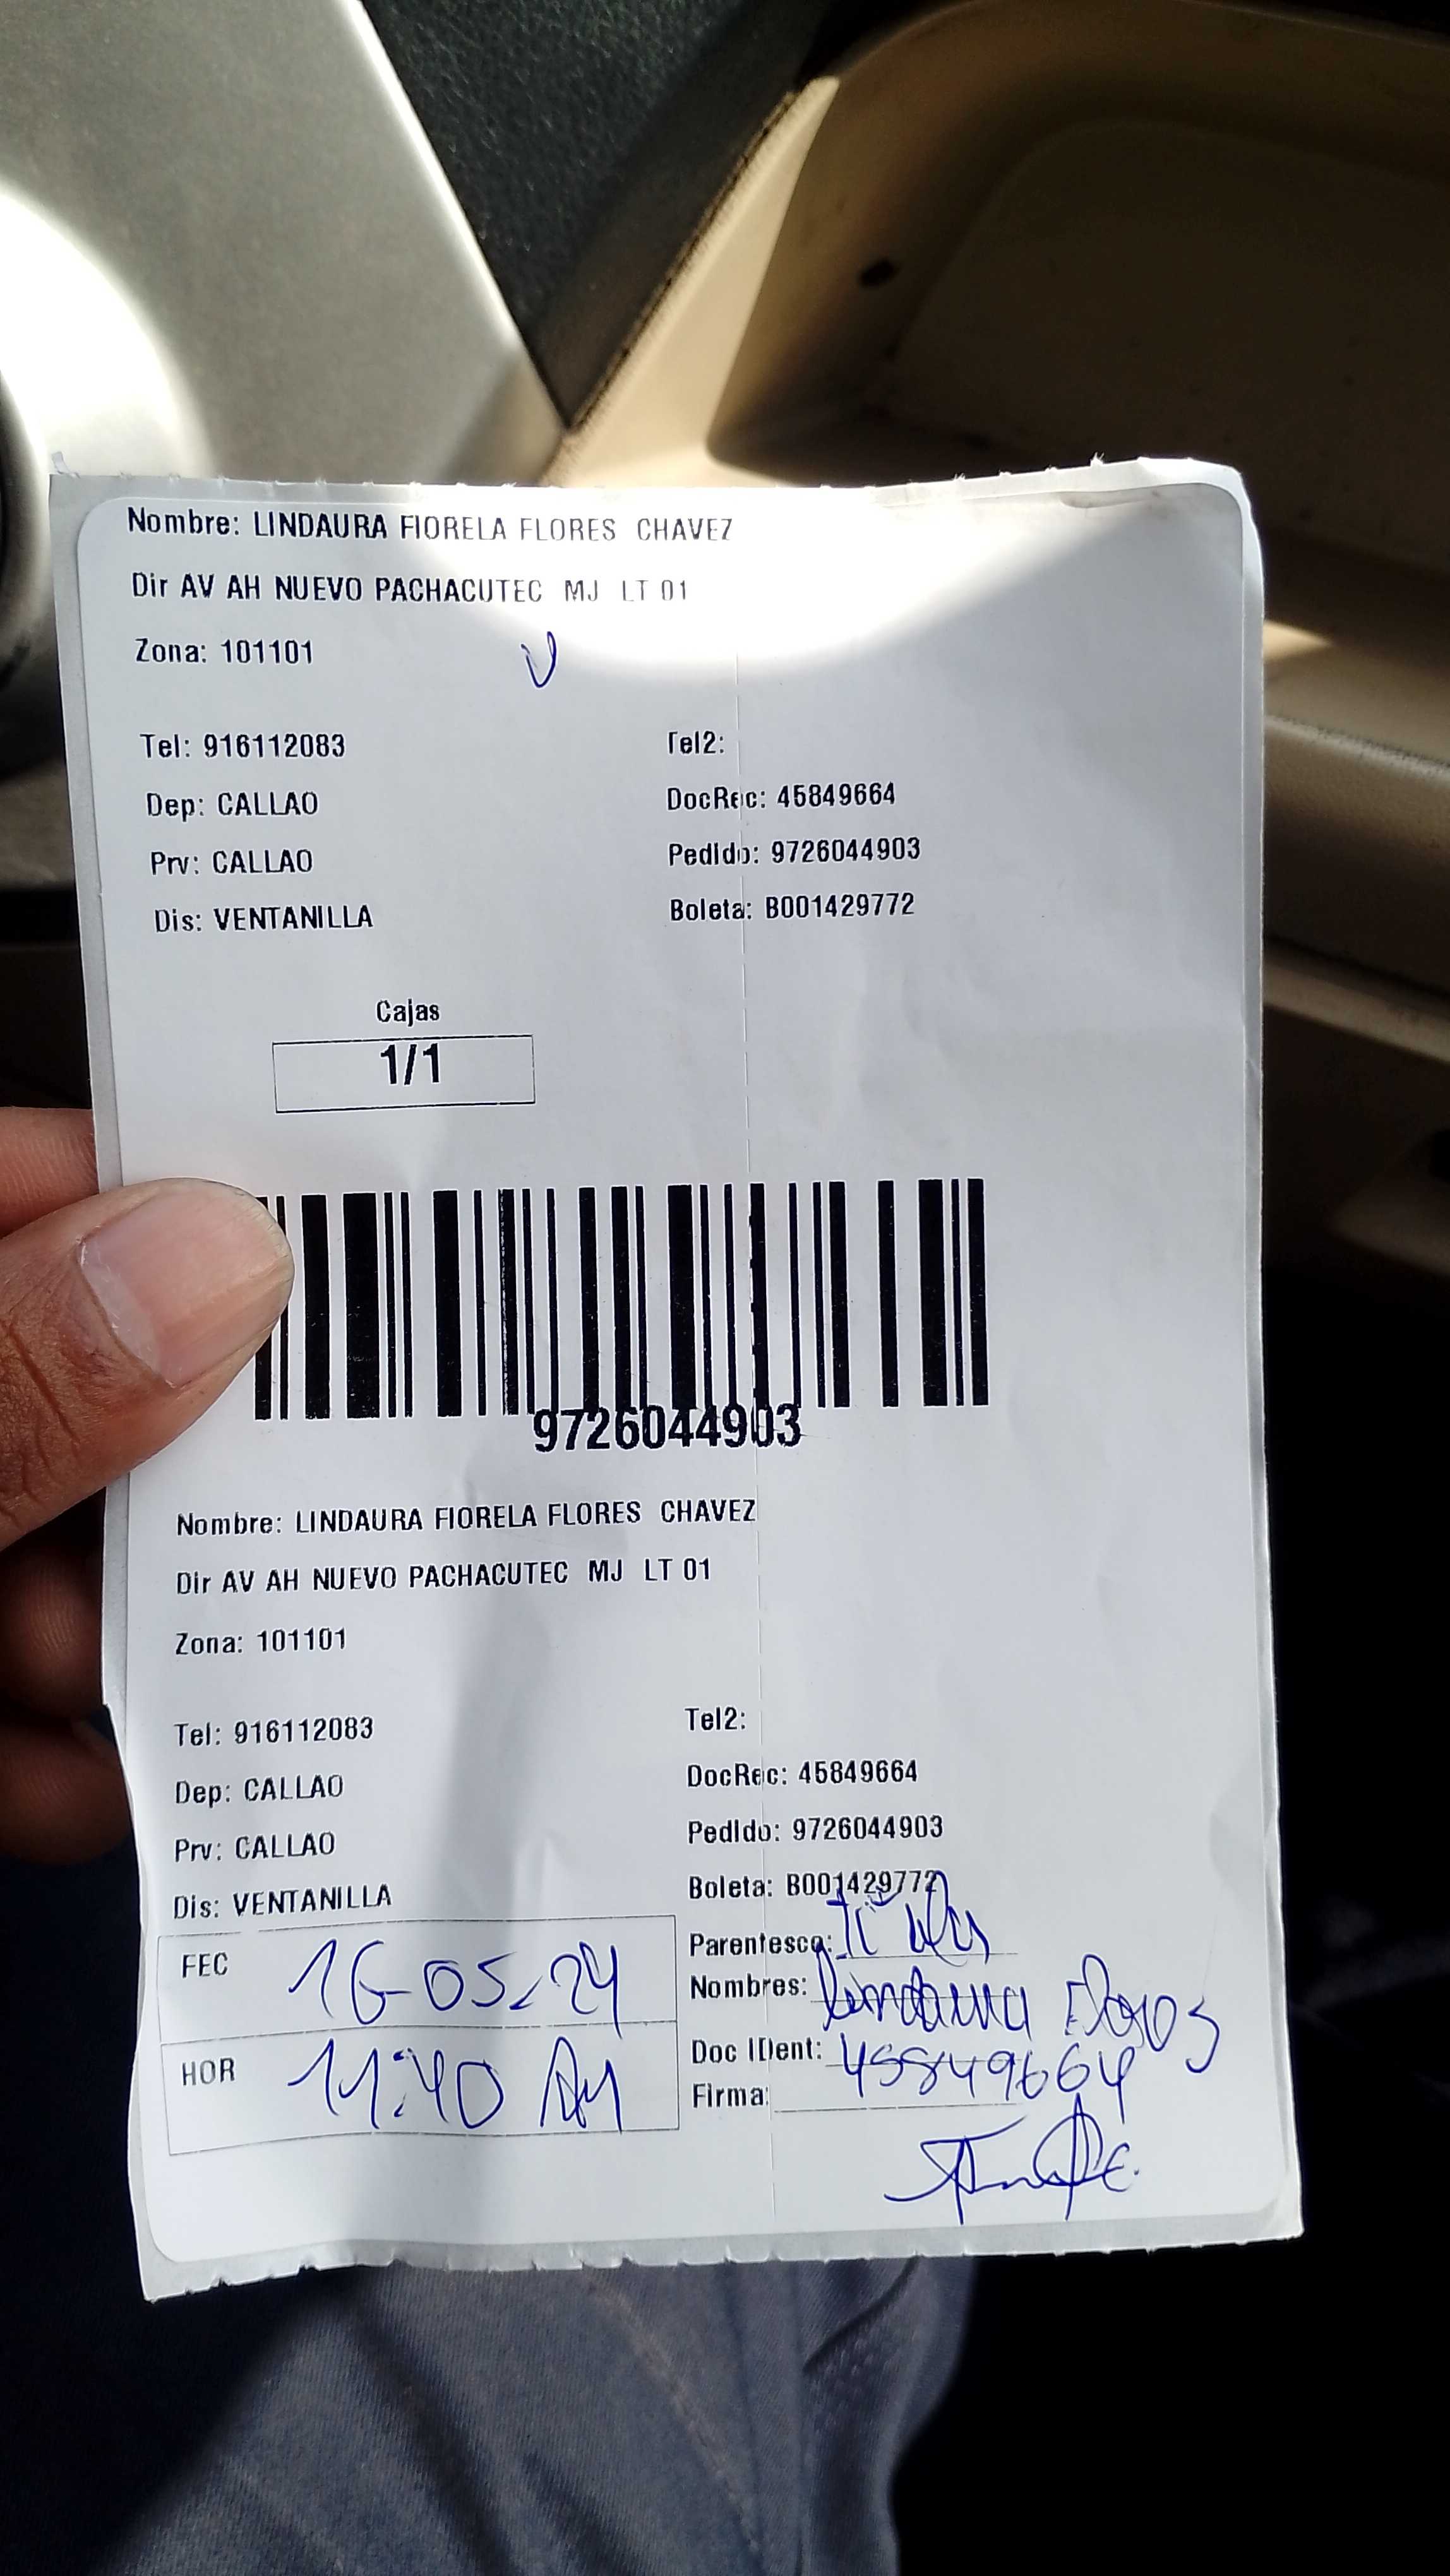 Nombre: LINDAURA FIORELA FLORES CHAVEZ
Dir AV AH NUEVO PACHACUTEC MJ LT 01
Zona: 101101
Tel: 916112083 Tel2:
Dep: CALLAO DocRec: 45849664
Prv: CALLAO PedIdo: 9726044903
Dis: VENTANILLA Boleta: B001429772
Cajas
1/1
9726044903
Nombre: LINDAURA FIORELA FLORES CHAVEZ
Dir AV AH NUEVO PACHACUTEC MJ LT 01
Zona: 101101
Tel: 916112083 Tel2:
Dep: CALLAO DocRec: 45849664
Prv: CALLAO PedIdo: 9726044903
Dis: VENTANILLA Boleta: B001429772
FEC 16-05-24 Parentesco:
Nombres: Lindaura Flores
HOR 11:40 AM Doc IDent: 45849664
Firma: